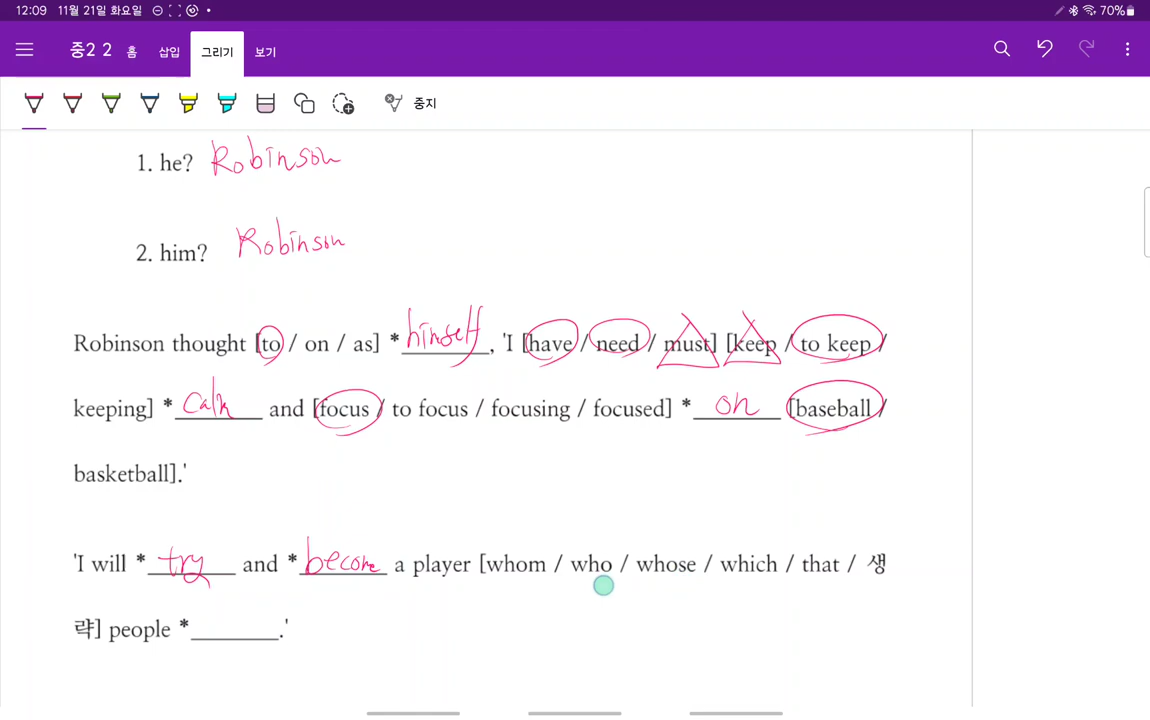 12:09 11월 21일 화요일 70%
중2 2 홈 삽입 그리기 보기
중지
1. he? Robinson
2. him? Robinson
Robinson thought [to / on / as] *himself, 'I [have / need / must] [keep / to keep /
keeping] *calm and [focus / to focus / focusing / focused] *on [baseball /
basketball].'
'I will *try and *become a player [whom / who / whose / which / that / 생
략] people *________.'